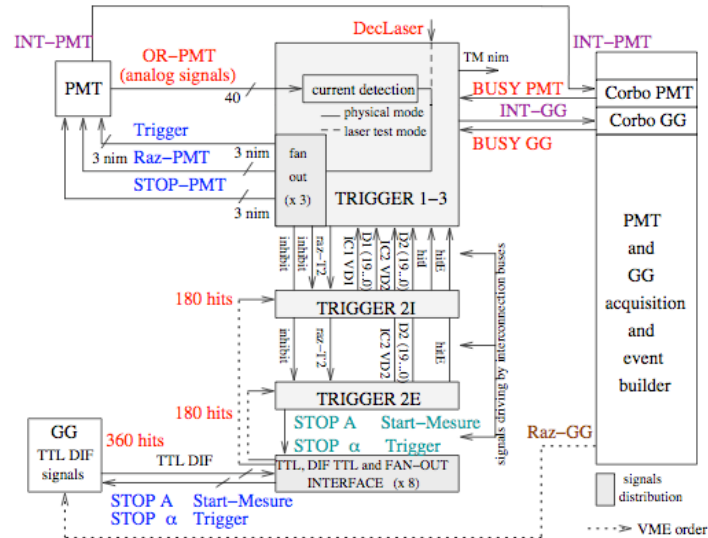 INT-PMT
DecLaser
INT-PMT
OR-PMT
(analog signals)
TM nim
PMT
40
current detection
physical mode
laser test mode
BUSY PMT
Corbo PMT
INT-GG
Corbo GG
BUSY GG
Trigger
3 nim
3 nim
Raz-PMT
STOP-PMT
3 nim
fan
out
(x 3)
TRIGGER 1-3
inhibit
inhibit
raz-T2
IC1 VD1
D1 (19...0)
IC2 VD2
D2 (19...0)
hitI
hitE
180 hits
TRIGGER 2I
inhibit
raz-T2
IC2 VD2
D2 (19...0)
hitE
TRIGGER 2E
180 hits
signals driving by interconnection buses
PMT
and
GG
acquisition
and
event
builder
STOP A Start-Mesure
STOP α Trigger
GG
TTL DIF
signals
360 hits
TTL DIF
TTL, DIF TTL and FAN-OUT
INTERFACE (x 8)
STOP A Start-Mesure
STOP α Trigger
Raz-GG
signals
distribution
VME order